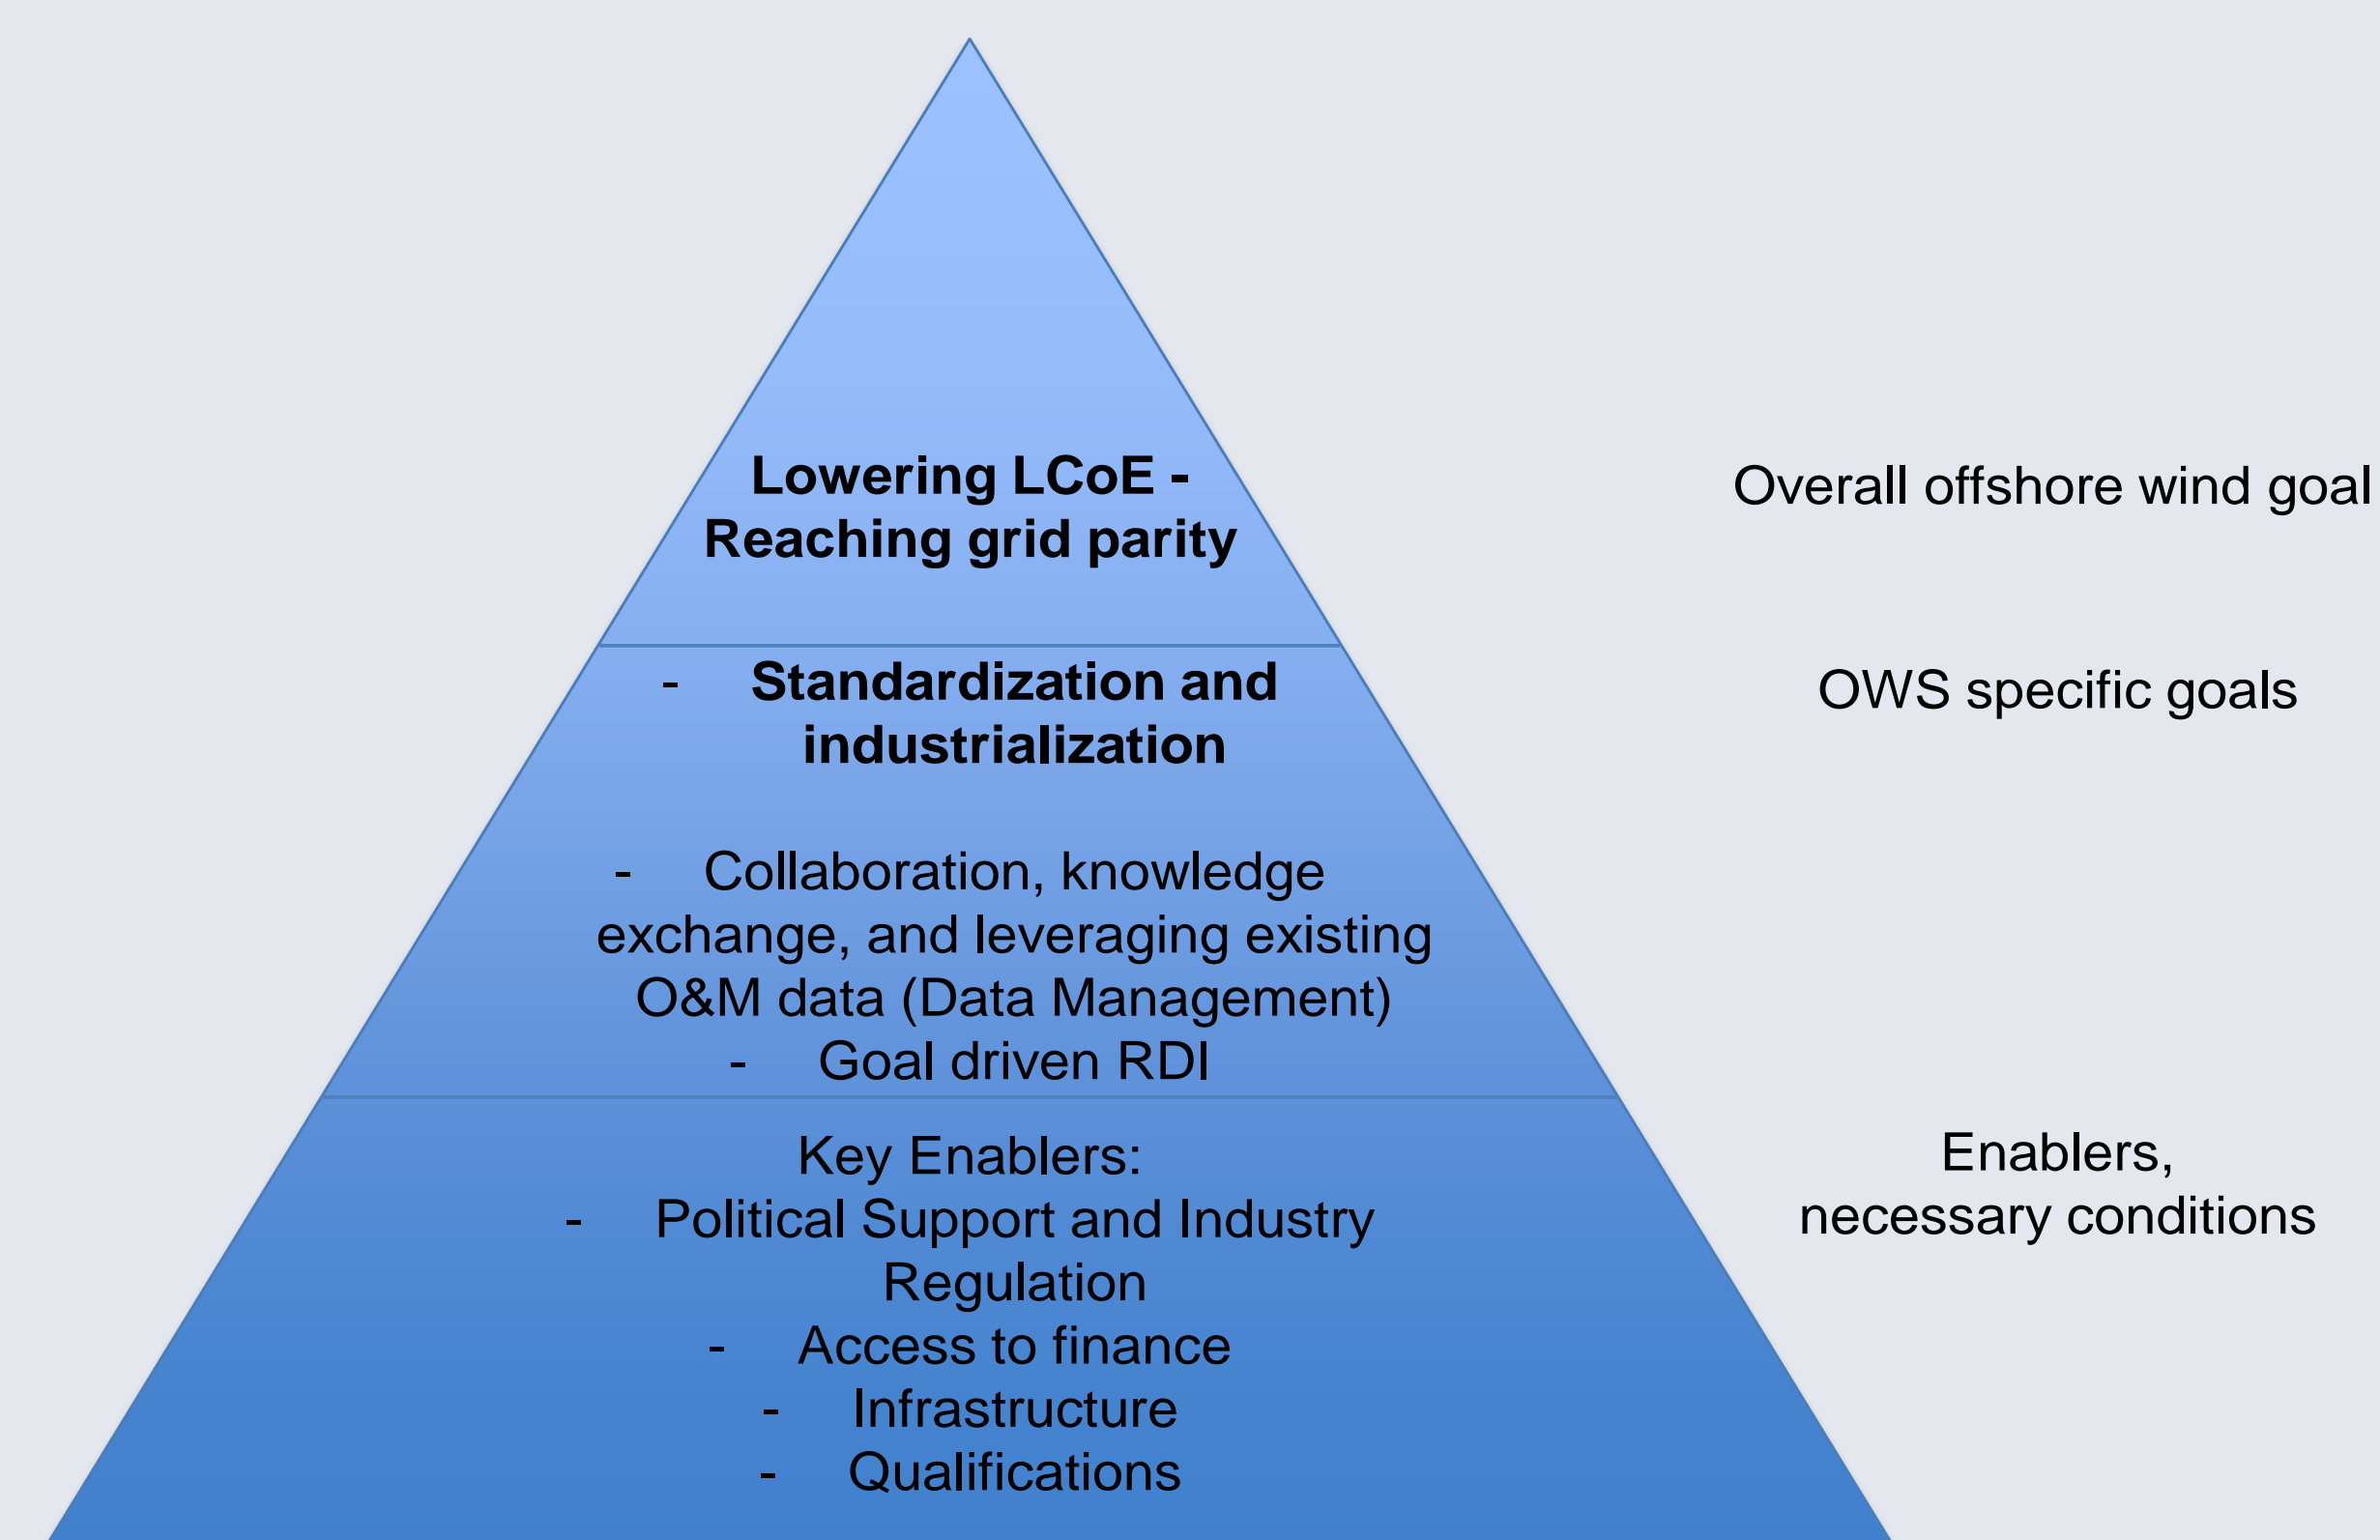 Lowering LCoE -
Reaching grid parity
Overall offshore wind goal
- Standardization and
industrialization
OWS specific goals
- Collaboration, knowledge
exchange, and leveraging existing
O&M data (Data Management)
- Goal driven RDI
Key Enablers:
- Political Support and Industry
Regulation
- Access to finance
- Infrastructure
- Qualifications
Enablers,
necessary conditions